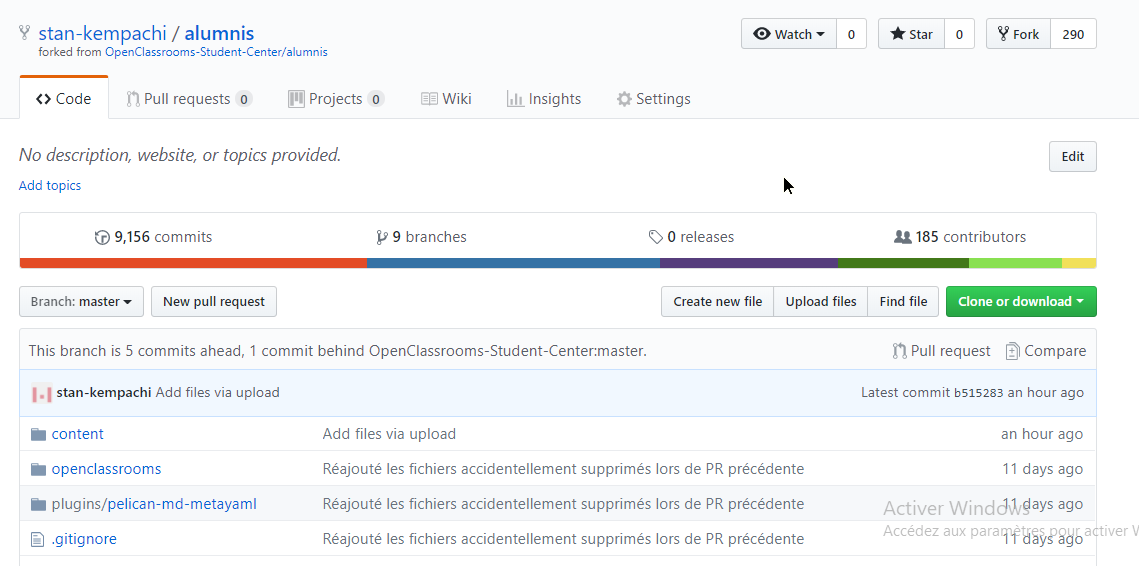 stan-kempachi / alumnis
forked from OpenClassrooms-Student-Center/alumnis
Watch 0 Star 0 Fork 290
Code Pull requests 0 Projects 0 Wiki Insights Settings
No description, website, or topics provided. Edit
Add topics
9,156 commits 9 branches 0 releases 185 contributors
Branch: master New pull request Create new file Upload files Find file Clone or download
This branch is 5 commits ahead, 1 commit behind OpenClassrooms-Student-Center:master. Pull request Compare
stan-kempachi Add files via upload Latest commit b515283 an hour ago
content Add files via upload an hour ago
openclassrooms Réajouté les fichiers accidentellement supprimés lors de PR précédente 11 days ago
plugins/pelican-md-metayaml Réajouté les fichiers accidentellement supprimés lors de PR précédente 11 days ago
Activer Windows
.gitignore Réajouté les fichiers accidentellement supprimés lors de PR précédente 11 days ago
Accédez aux paramètres pour activer W